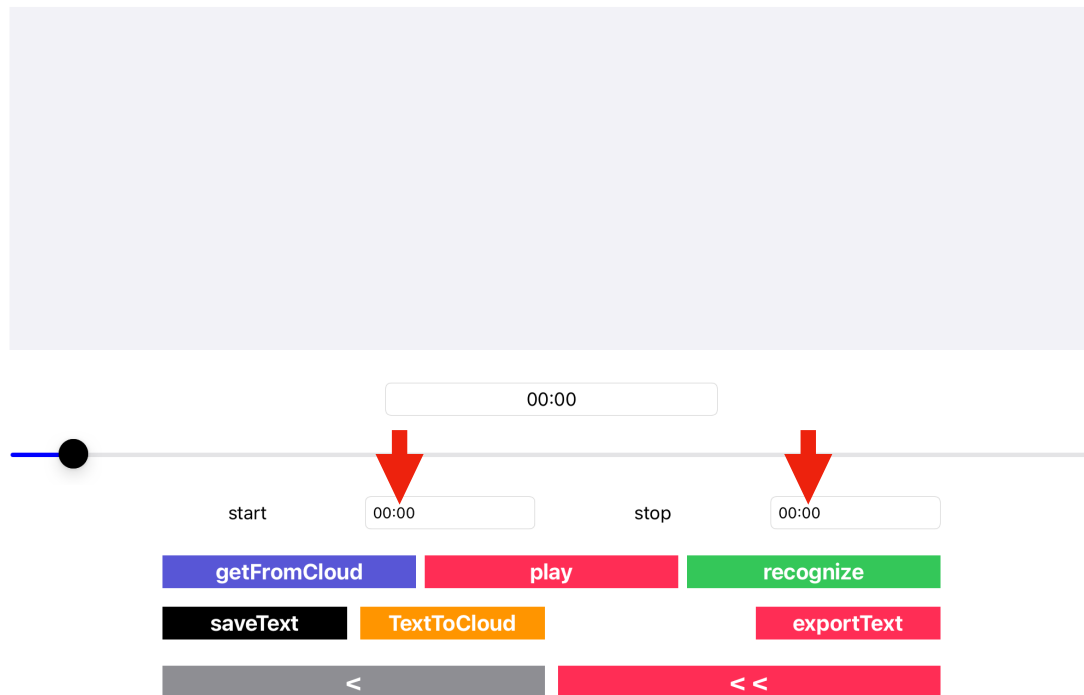 00:00
start 00:00 stop 00:00
getFromCloud play recognize
saveText TextToCloud exportText
< < <